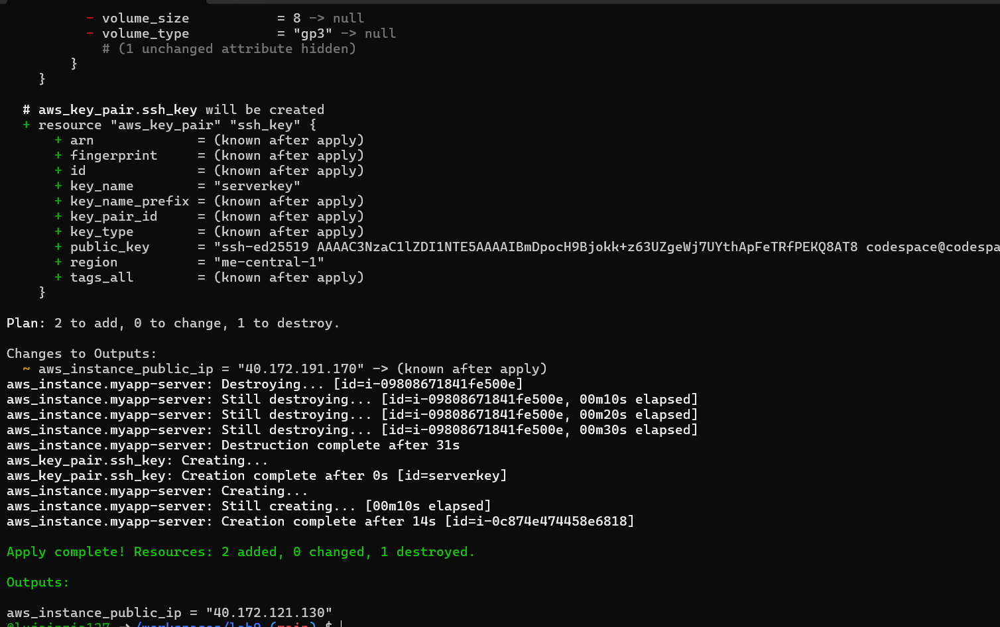 - volume_size           = 8 -> null
- volume_type           = "gp3" -> null
# (1 unchanged attribute hidden)
}
}
# aws_key_pair.ssh_key will be created
+ resource "aws_key_pair" "ssh_key" {
+ arn             = (known after apply)
+ fingerprint     = (known after apply)
+ id              = (known after apply)
+ key_name        = "serverkey"
+ key_name_prefix = (known after apply)
+ key_pair_id     = (known after apply)
+ key_type        = (known after apply)
+ public_key      = "ssh-ed25519 AAAAC3NzaC1lZDI1NTE5AAAAIBmDpocH9Bjokk+z63UZgeWj7UYthApFeTRfPEKQ8AT8 codespace@codespa
+ region          = "me-central-1"
+ tags_all        = (known after apply)
}
Plan: 2 to add, 0 to change, 1 to destroy.
Changes to Outputs:
~ aws_instance_public_ip = "40.172.191.170" -> (known after apply)
aws_instance.myapp-server: Destroying... [id=i-09808671841fe500e]
aws_instance.myapp-server: Still destroying... [id=i-09808671841fe500e, 00m10s elapsed]
aws_instance.myapp-server: Still destroying... [id=i-09808671841fe500e, 00m20s elapsed]
aws_instance.myapp-server: Still destroying... [id=i-09808671841fe500e, 00m30s elapsed]
aws_instance.myapp-server: Destruction complete after 31s
aws_key_pair.ssh_key: Creating...
aws_key_pair.ssh_key: Creation complete after 0s [id=serverkey]
aws_instance.myapp-server: Creating...
aws_instance.myapp-server: Still creating... [00m10s elapsed]
aws_instance.myapp-server: Creation complete after 14s [id=i-0c874e474458e6818]
Apply complete! Resources: 2 added, 0 changed, 1 destroyed.
Outputs:
aws_instance_public_ip = "40.172.121.130"
(main) $